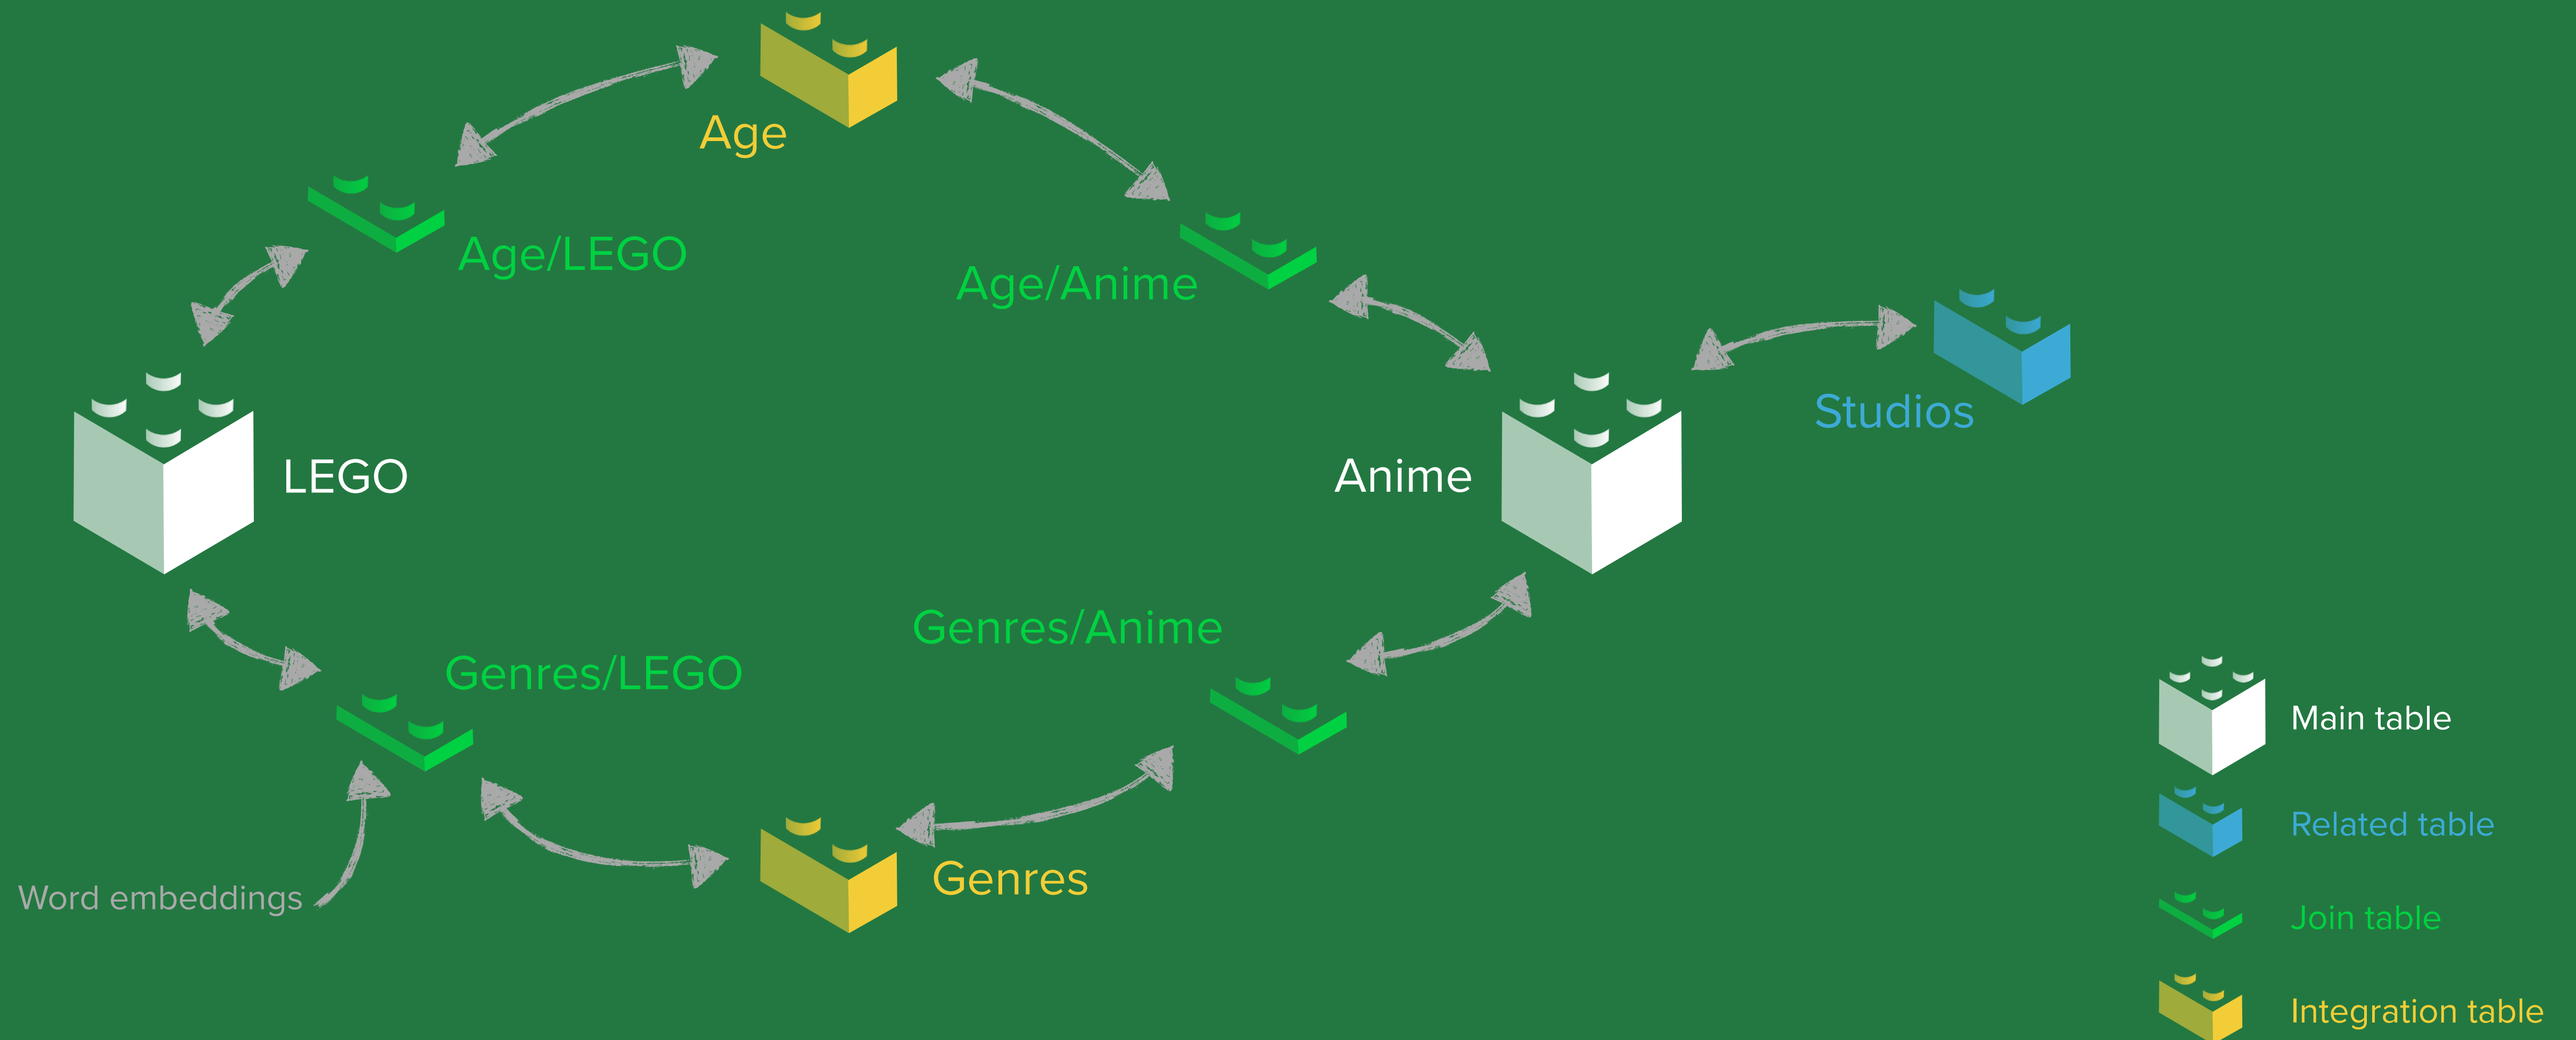 Age
Age/LEGO
Age/Anime
Studios
LEGO
Anime
Genres/Anime
Genres/LEGO
Genres
Word embeddings
Main table
Related table
Join table
Integration table